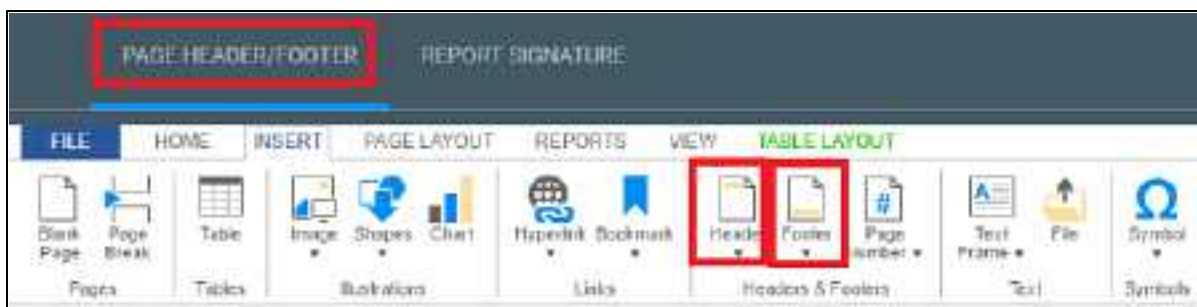 PAGE HEADER/FOOTER REPORT SIGNATURE
FILE HOME INSERT PAGE LAYOUT REPORTS VIEW TABLE LAYOUT
Blank Page Table Image Shapes Chart Hyperlink Bookmark Header Footer Page Text File Symbol
Page Break Number Frame
Pages Tables Illustrations Links Headers & Footers Text Symbols